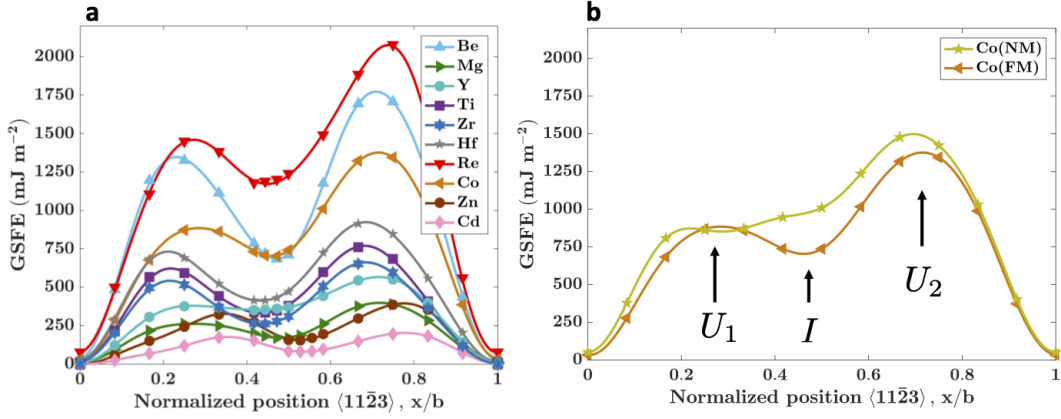 a
GSFE (mJ m⁻²)
2000
1750
1500
1250
1000
750
500
250
0
0
0.2
0.4
0.6
0.8
1
Normalized position ⟨112̄3⟩ , x/b
Be
Mg
Y
Ti
Zr
Hf
Re
Co
Zn
Cd
b
GSFE (mJ m⁻²)
2000
1750
1500
1250
1000
750
500
250
0
0
0.2
0.4
0.6
0.8
1
Normalized position ⟨112̄3⟩ , x/b
Co(NM)
Co(FM)
U₁
I
U₂